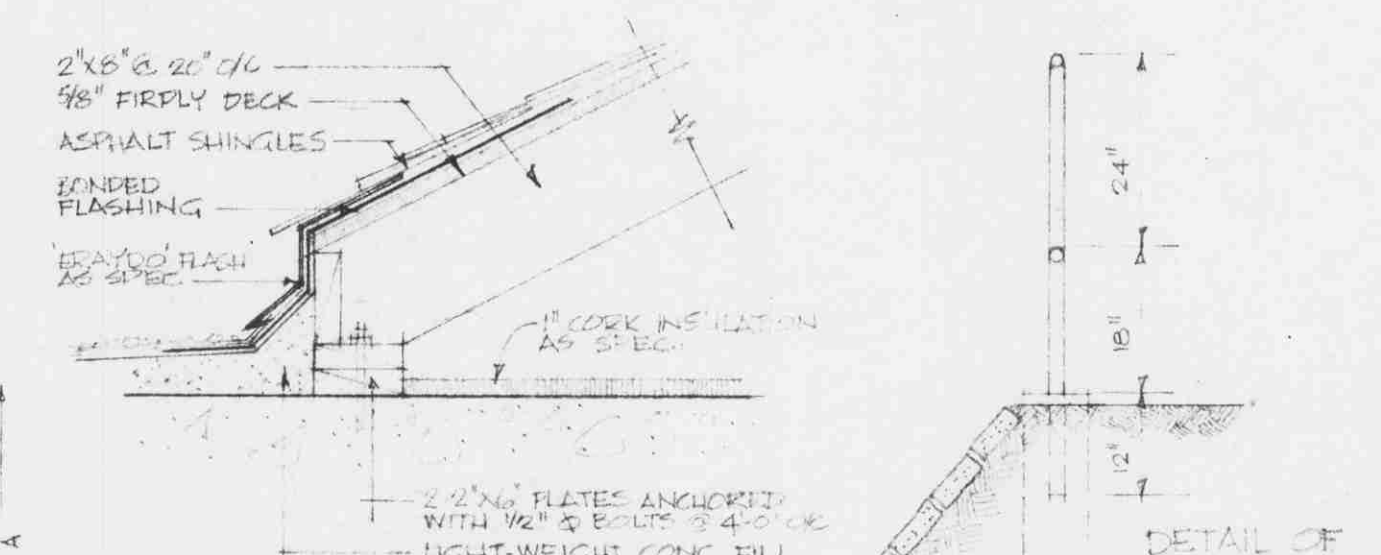 2"X8" @ 20" O/C
5/8" FIRPLY DECK
ASPHALT SHINGLES
BONDED
FLASHING
'ERAYDO' FLASH
AS SPEC.
1" CORK INSULATION
AS SPEC.
2-2"X6" PLATES ANCHORED
WITH 1/2" Φ BOLTS @ 4'-0" O/C
LIGHT-WEIGHT CONC. FILL
24"
18"
12"
DETAIL OF
A